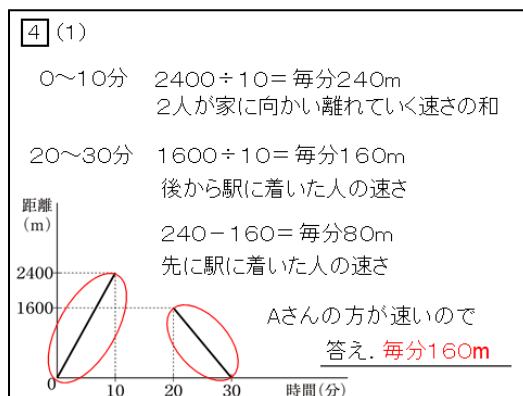 4 (1)
0～10分 2400÷10=毎分240m
2人が家に向かい離れていく速さの和
20～30分 1600÷10=毎分160m
後から駅に着いた人の速さ
距離
(m)
240－160=毎分80m
先に駅に着いた人の速さ
2400
1600
Aさんの方が速いので
答え．毎分160m
0 10 20 30 時間(分)